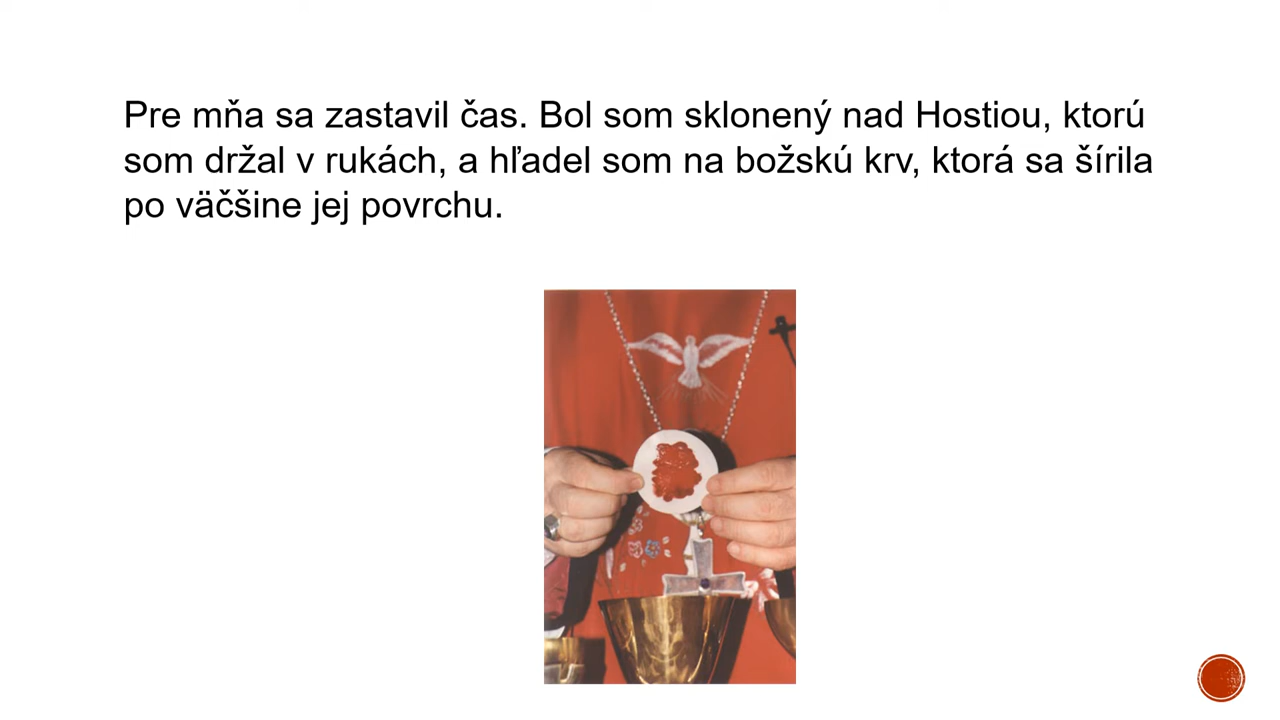 Pre mňa sa zastavil čas. Bol som sklonený nad Hostiou, ktorú
som držal v rukách, a hľadel som na božskú krv, ktorá sa šírila
po väčšine jej povrchu.